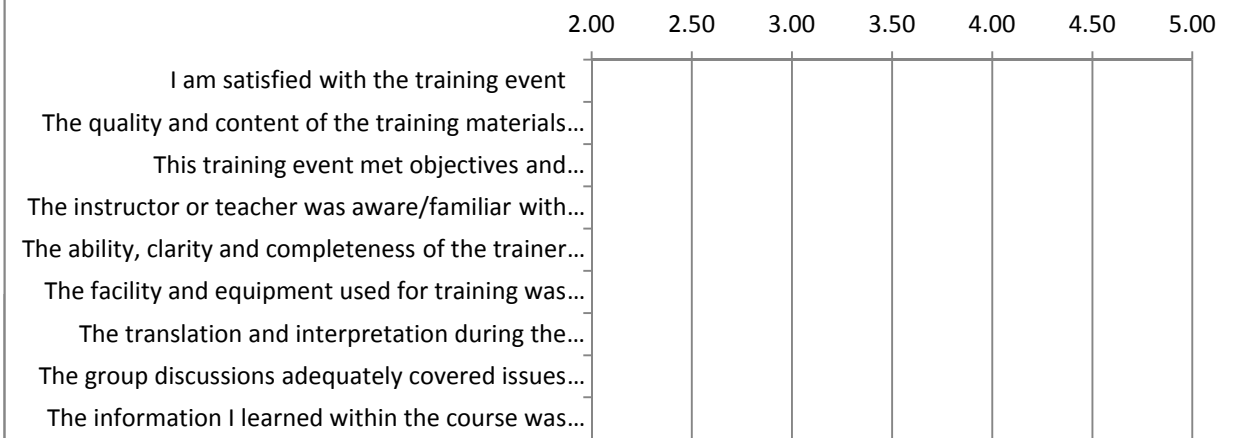 2.00 2.50 3.00 3.50 4.00 4.50 5.00
I am satisfied with the training event
The quality and content of the training materials...
This training event met objectives and...
The instructor or teacher was aware/familiar with...
The ability, clarity and completeness of the trainer...
The facility and equipment used for training was...
The translation and interpretation during the...
The group discussions adequately covered issues...
The information I learned within the course was...